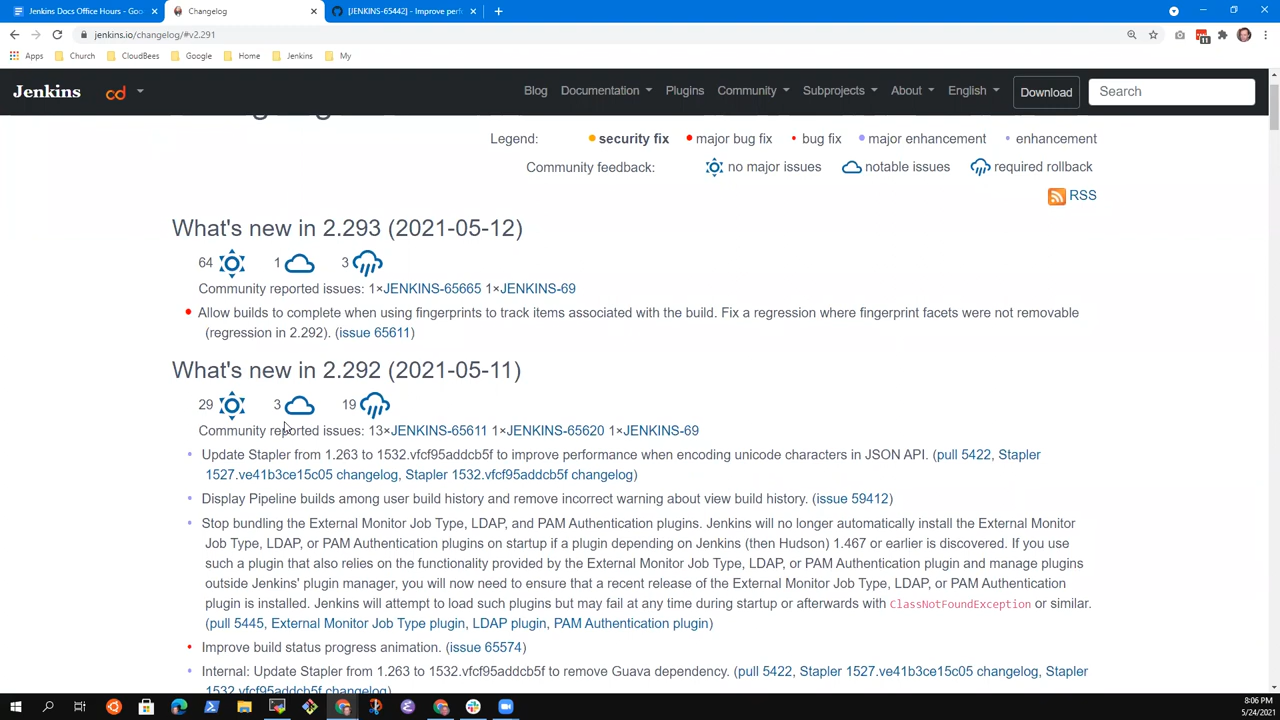 Jenkins Docs Office Hours - Goo
Changelog
[JENKINS-65442] - Improve perf
jenkins.io/changelog/#v2.291
11
Apps
Church
CloudBees
Google
Home
Jenkins
My
Jenkins
cd
Blog
Documentation
Plugins
Community
Subprojects
About
English
Download
Search
Legend: security fix major bug fix bug fix major enhancement enhancement
Community feedback: no major issues notable issues required rollback
RSS
What's new in 2.293 (2021-05-12)
64 1 3
Community reported issues: 1×JENKINS-65665 1×JENKINS-69
Allow builds to complete when using fingerprints to track items associated with the build. Fix a regression where fingerprint facets were not removable
(regression in 2.292). (issue 65611)
What's new in 2.292 (2021-05-11)
29 3 19
Community reported issues: 13×JENKINS-65611 1×JENKINS-65620 1×JENKINS-69
Update Stapler from 1.263 to 1532.vfcf95addcb5f to improve performance when encoding unicode characters in JSON API. (pull 5422, Stapler
1527.ve41b3ce15c05 changelog, Stapler 1532.vfcf95addcb5f changelog)
Display Pipeline builds among user build history and remove incorrect warning about view build history. (issue 59412)
Stop bundling the External Monitor Job Type, LDAP, and PAM Authentication plugins. Jenkins will no longer automatically install the External Monitor
Job Type, LDAP, or PAM Authentication plugins on startup if a plugin depending on Jenkins (then Hudson) 1.467 or earlier is discovered. If you use
such a plugin that also relies on the functionality provided by the External Monitor Job Type, LDAP, or PAM Authentication plugin and manage plugins
outside Jenkins' plugin manager, you will now need to ensure that a recent release of the External Monitor Job Type, LDAP, or PAM Authentication
plugin is installed. Jenkins will attempt to load such plugins but may fail at any time during startup or afterwards with ClassNotFoundException or similar.
(pull 5445, External Monitor Job Type plugin, LDAP plugin, PAM Authentication plugin)
Improve build status progress animation. (issue 65574)
Internal: Update Stapler from 1.263 to 1532.vfcf95addcb5f to remove Guava dependency. (pull 5422, Stapler 1527.ve41b3ce15c05 changelog, Stapler
1532.vfcf95addcb5f changelog)
8:06 PM
5/24/2021